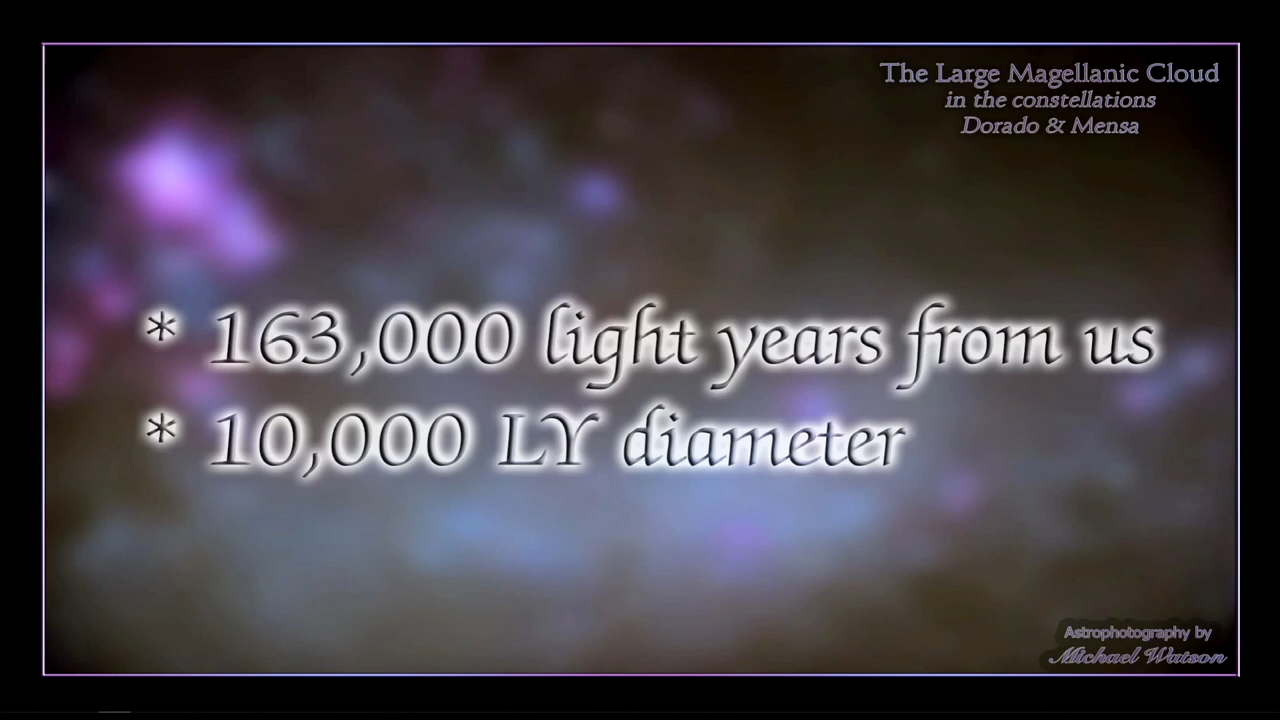 The Large Magellanic Cloud
in the constellations
Dorado & Mensa
* 163,000 light years from us
* 10,000 LY diameter
Astrophotography by
Michael Watson